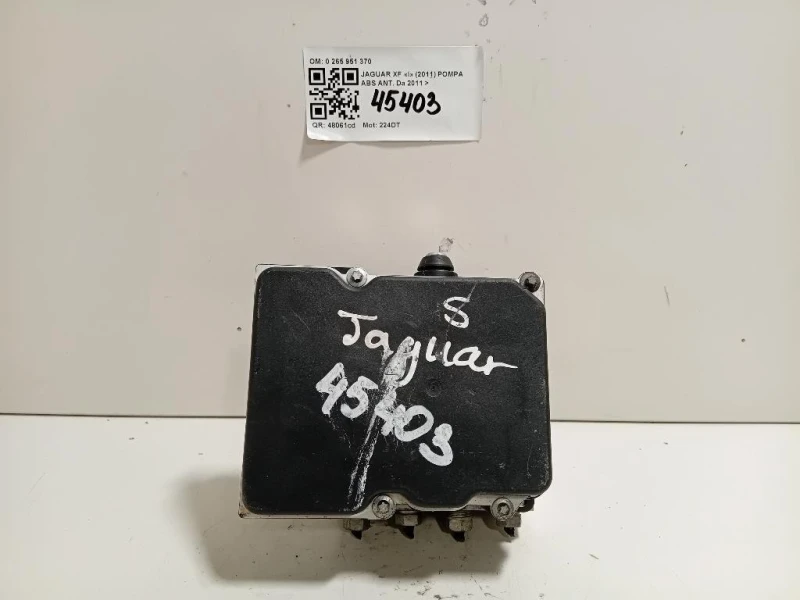 OM: 0 265 951 370
JAGUAR XF <I> (2011) POMPA
ABS ANT. Da 2011 >
45403
QR: 48061cd Mot: 224DT
S
Jaguar
45403